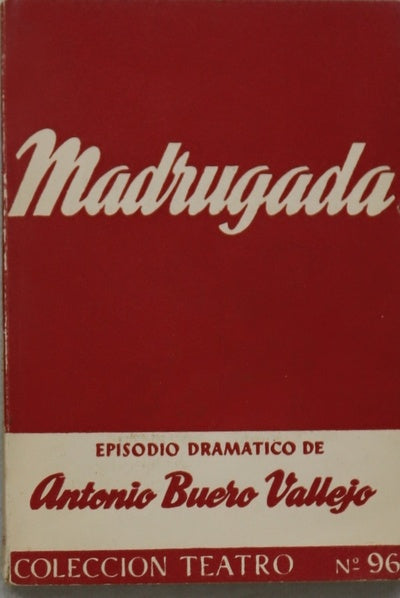 Madrugada
EPISODIO DRAMATICO DE
Antonio Buero Vallejo
COLECCION TEATRO Nº 96